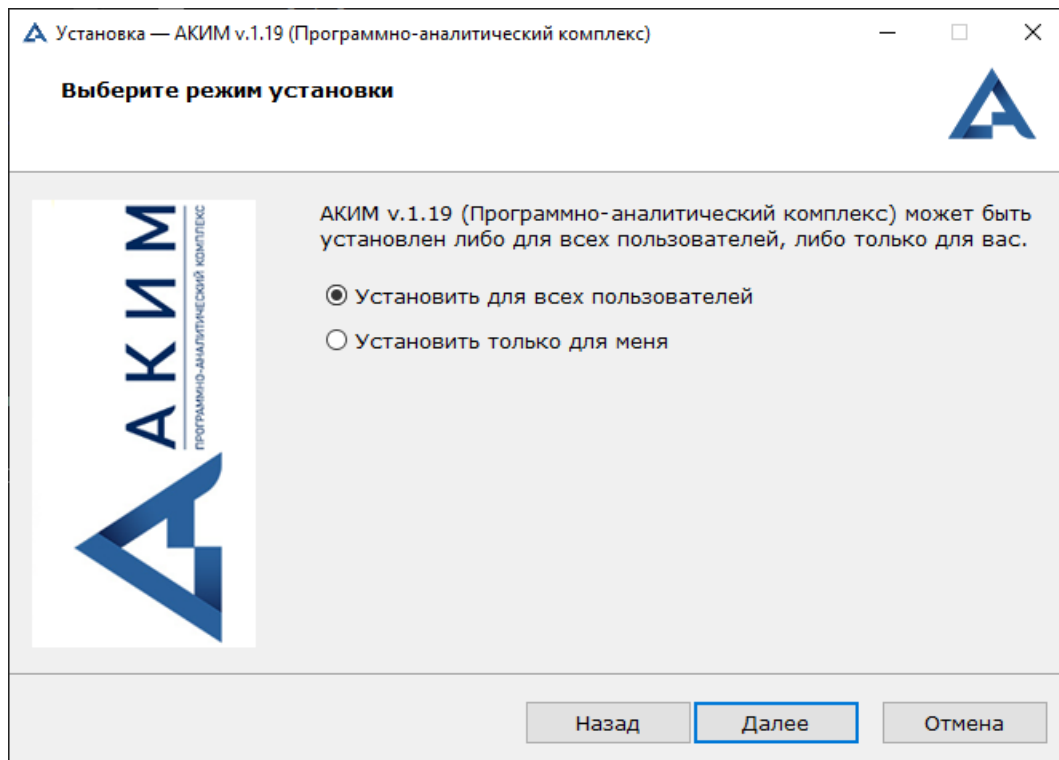 Установка — АКИМ v.1.19 (Программно-аналитический комплекс)
Выберите режим установки
АКИМ
ПРОГРАММНО-АНАЛИТИЧЕСКИЙ КОМПЛЕКС
АКИМ v.1.19 (Программно-аналитический комплекс) может быть
установлен либо для всех пользователей, либо только для вас.
Установить для всех пользователей
Установить только для меня
Назад
Далее
Отмена